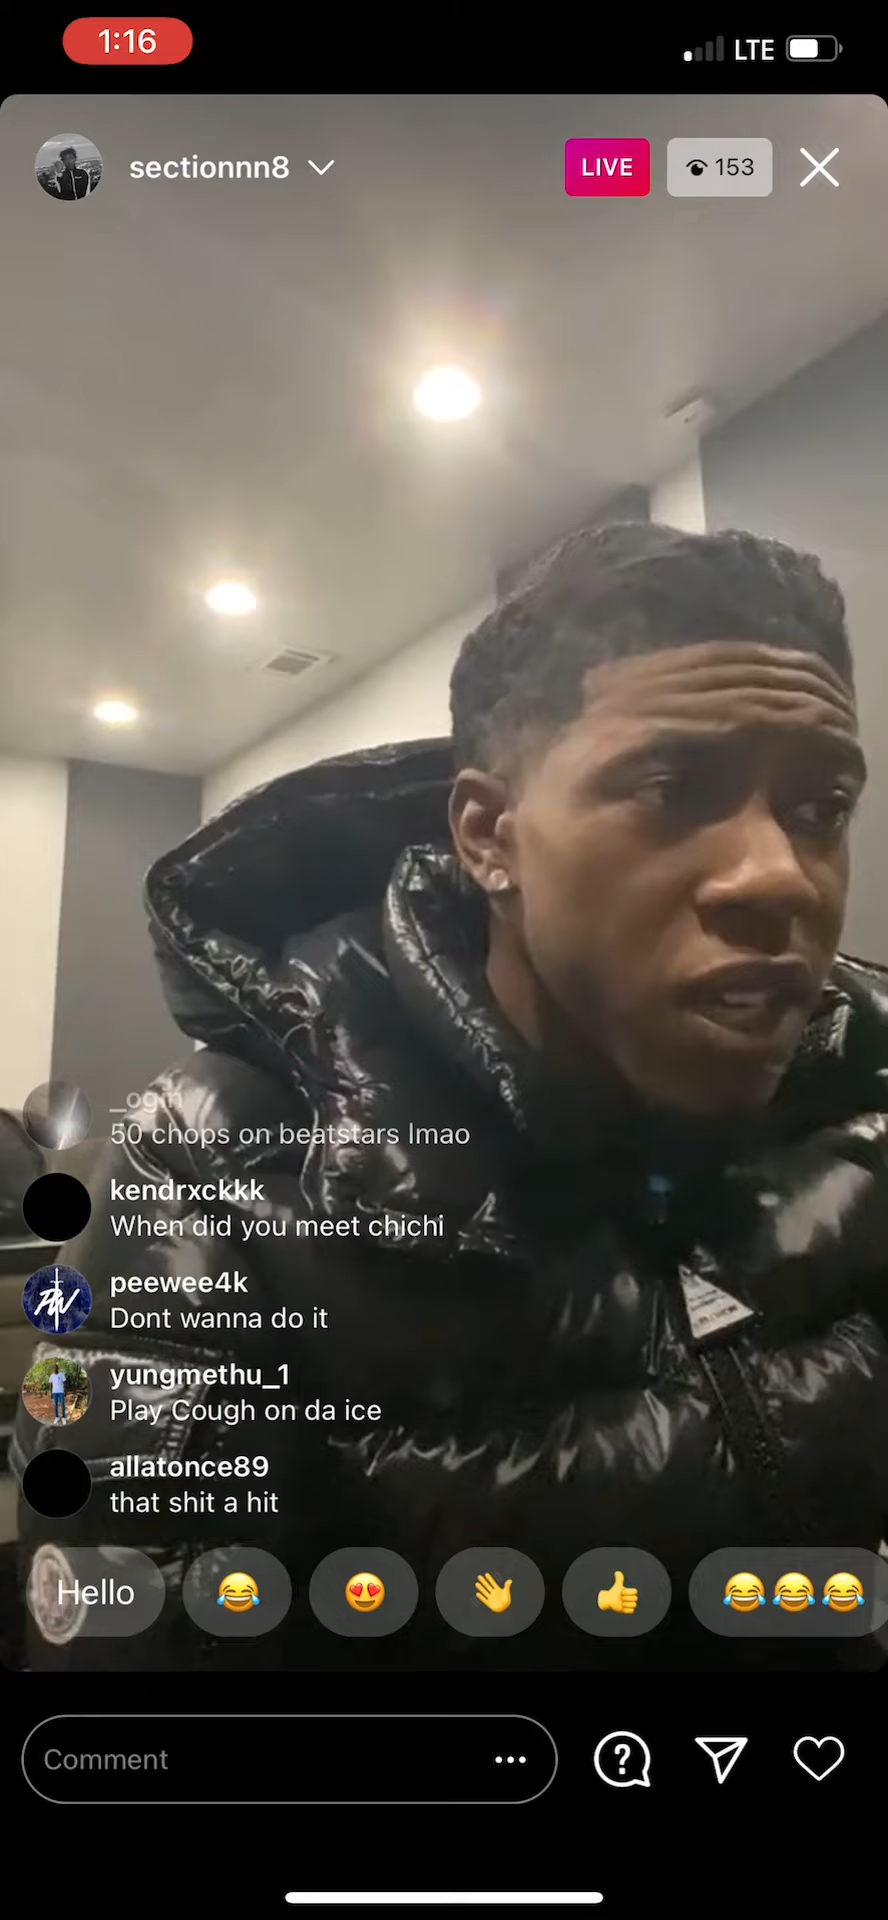 1:16
LTE
sectionnn8
LIVE
153
_ogm
50 chops on beatstars lmao
kendrxckkk
When did you meet chichi
peewee4k
Dont wanna do it
yungmethu_1
Play Cough on da ice
allatonce89
that shit a hit
Hello
Comment